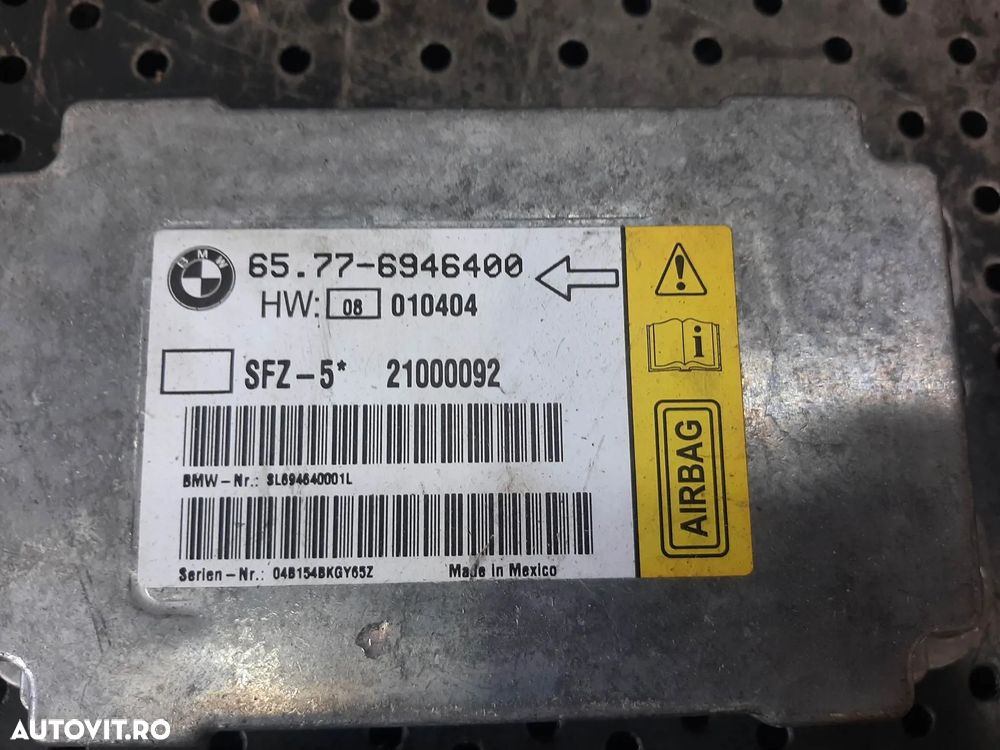 BMW
65.77-6946400
HW: 08 010404
SFZ-5* 21000092
BMW-Nr.: SL694640001L
Serien-Nr.: 04B154BKGY65Z Made in Mexico
i
AIRBAG
AUTOVIT.RO